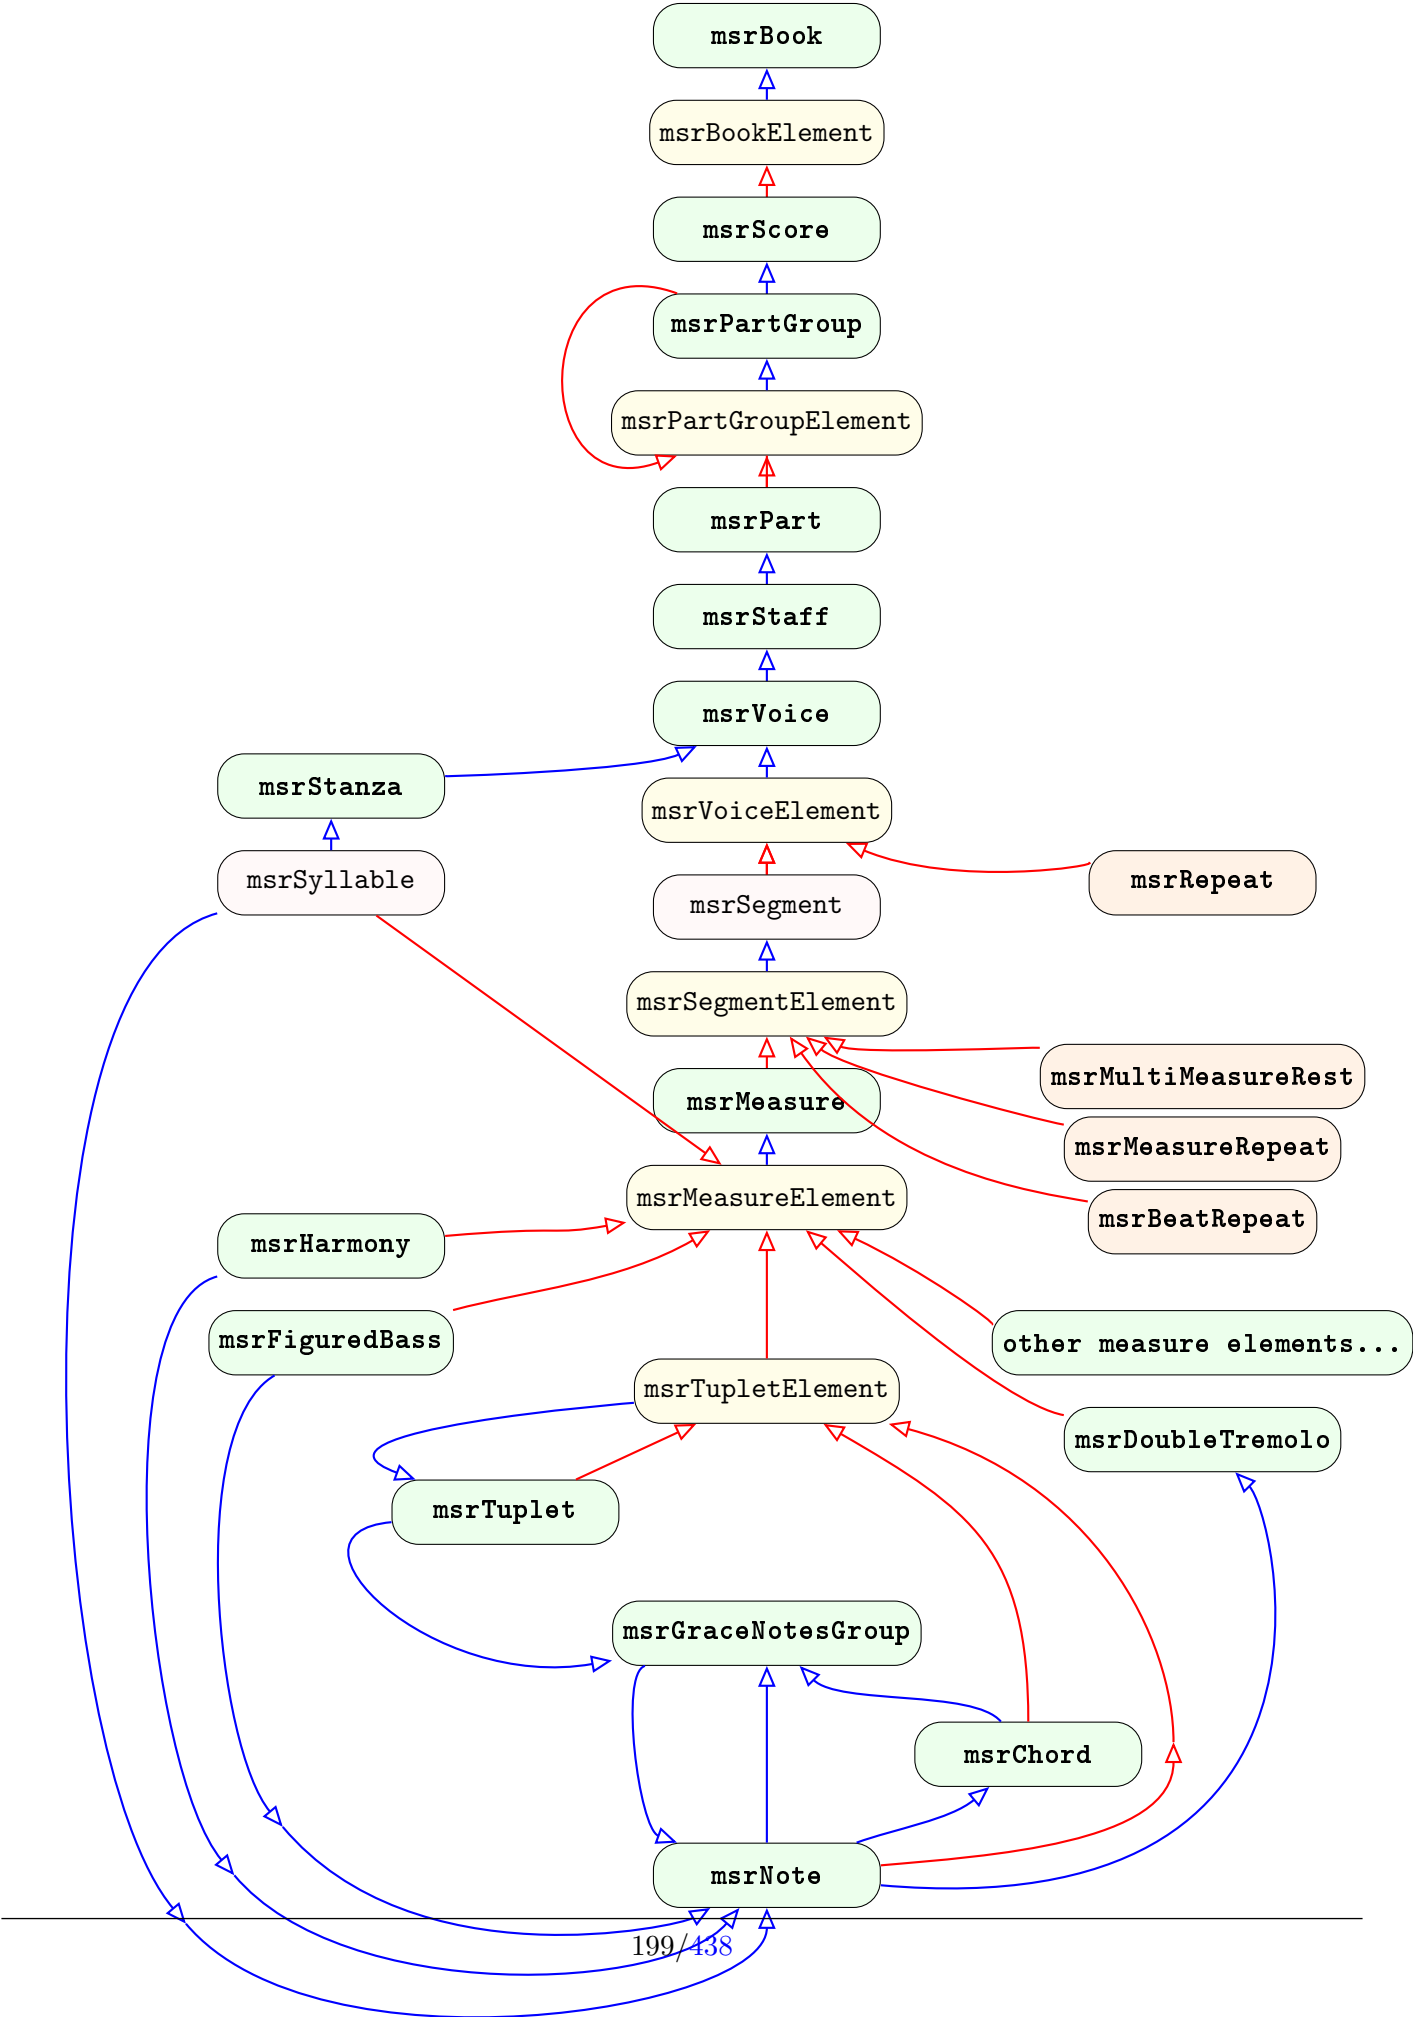 msrBook
msrBookElement
msrScore
msrPartGroup
msrPartGroupElement
msrPart
msrStaff
msrVoice
msrStanza
msrVoiceElement
msrSyllable
msrRepeat
msrSegment
msrSegmentElement
msrMultiMeasureRest
msrMeasure
msrMeasureRepeat
msrMeasureElement
msrBeatRepeat
msrHarmony
msrFiguredBass
other measure elements...
msrTupletElement
msrDoubleTremolo
msrTuplet
msrGraceNotesGroup
msrChord
msrNote
199/438